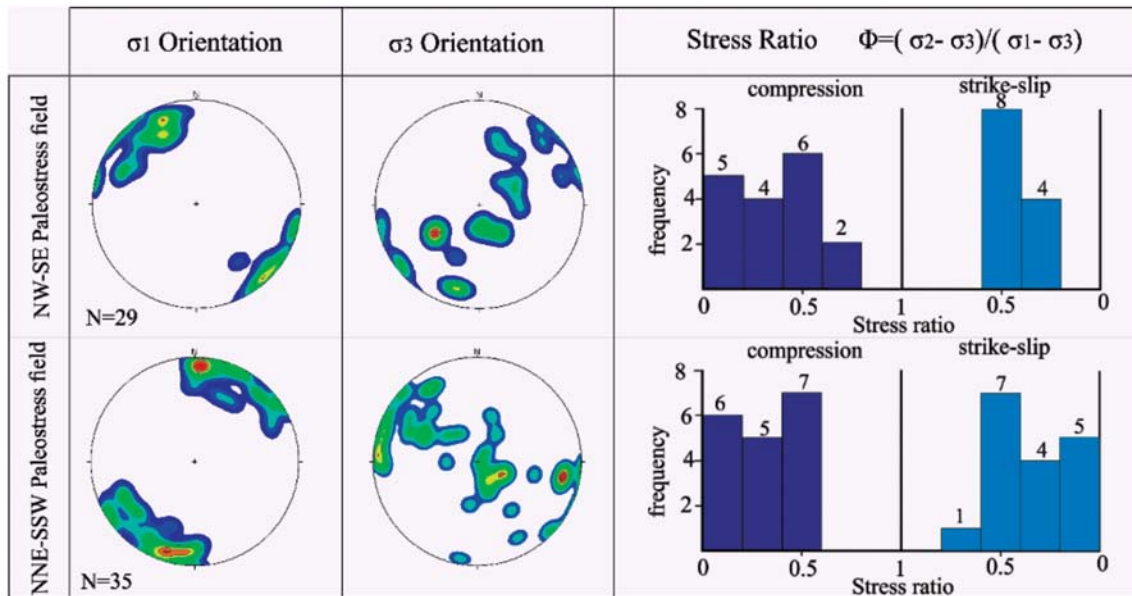 σ1 Orientation
σ3 Orientation
Stress Ratio Φ=( σ2- σ3)/( σ1- σ3)
NW-SE Paleostress field
N
N=29
N
compression
strike-slip
frequency
8
6
4
2
5
4
6
2
8
4
0
0.5
1
0.5
0
Stress ratio
NNE-SSW Paleostress field
N
N=35
N
compression
strike-slip
frequency
8
6
4
2
6
5
7
1
7
4
5
0
0.5
1
0.5
0
Stress ratio